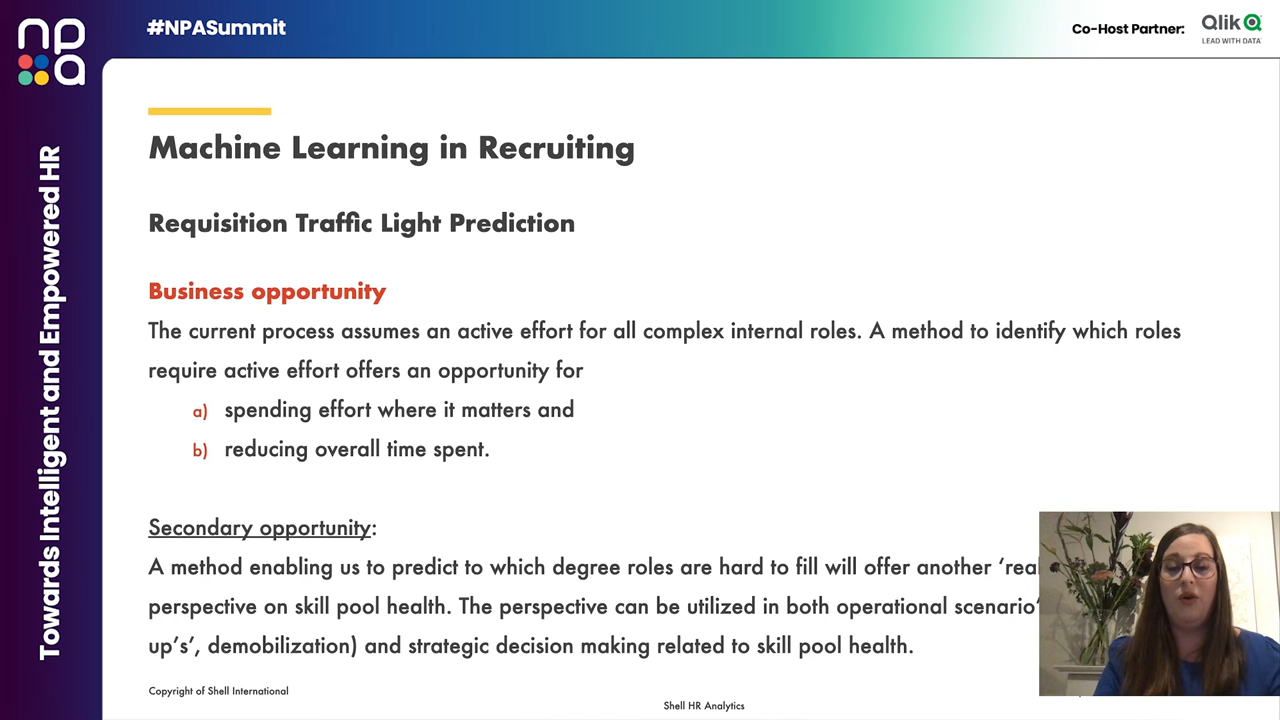 npa
#NPASummit
Co-Host Partner:
Qlik
LEAD WITH DATA
Towards Intelligent and Empowered HR
Machine Learning in Recruiting
Requisition Traffic Light Prediction
Business opportunity
The current process assumes an active effort for all complex internal roles. A method to identify which roles
require active effort offers an opportunity for
a) spending effort where it matters and
b) reducing overall time spent.
Secondary opportunity:
A method enabling us to predict to which degree roles are hard to fill will offer another
perspective on skill pool health. The perspective can be utilized in both operational scenario'
up's', demobilization) and strategic decision making related to skill pool health.
Copyright of Shell International
Shell HR Analytics